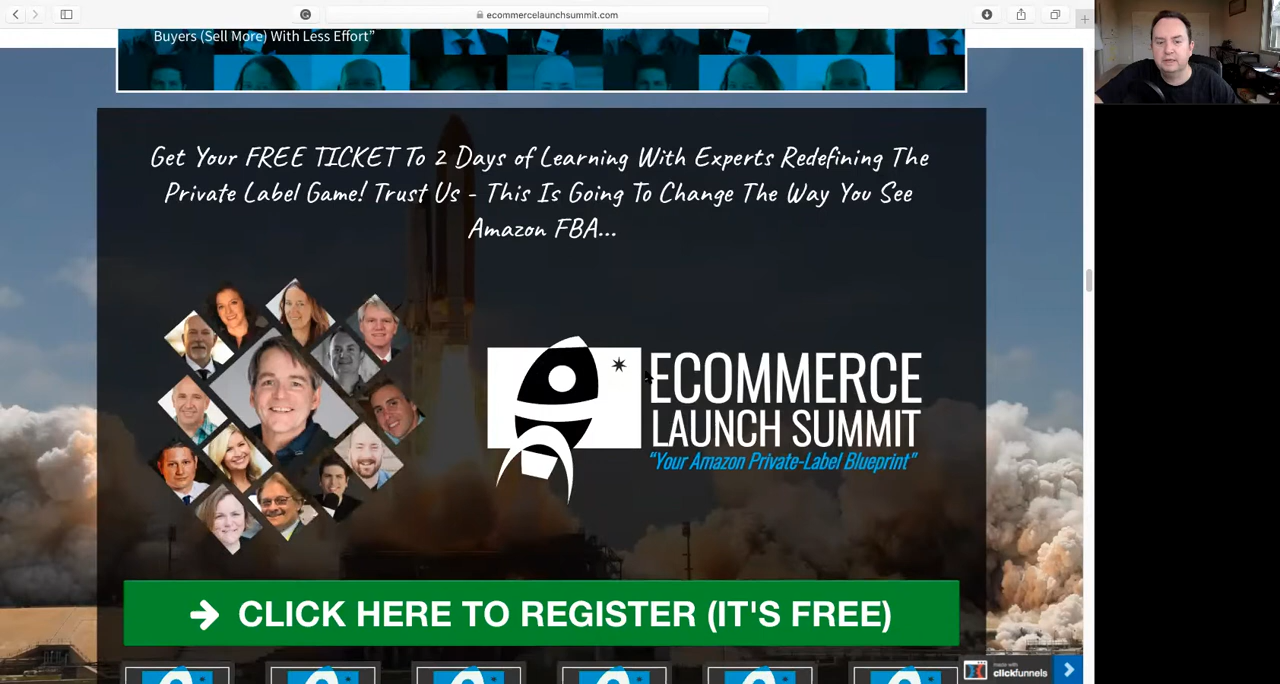 ecommercelaunchsummit.com
Buyers (Sell More) With Less Effort”
Get Your FREE TICKET To 2 Days of Learning With Experts Redefining The
Private Label Game! Trust Us - This Is Going To Change The Way You See
Amazon FBA...
ECOMMERCE
LAUNCH SUMMIT
“Your Amazon Private-Label Blueprint”
CLICK HERE TO REGISTER (IT'S FREE)
made with
clickfunnels